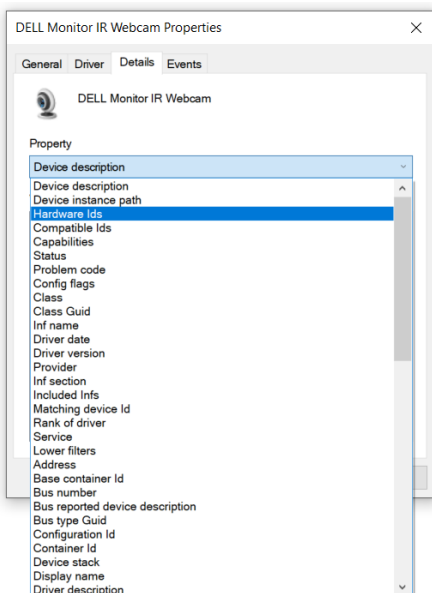 DELL Monitor IR Webcam Properties
General Driver Details Events
DELL Monitor IR Webcam
Property
Device description
Device description
Device instance path
Hardware Ids
Compatible Ids
Capabilities
Status
Problem code
Config flags
Class
Class Guid
Inf name
Driver date
Driver version
Provider
Inf section
Included Infs
Matching device Id
Rank of driver
Service
Lower filters
Address
Base container Id
Bus number
Bus reported device description
Bus type Guid
Configuration Id
Container Id
Device stack
Display name
Driver description